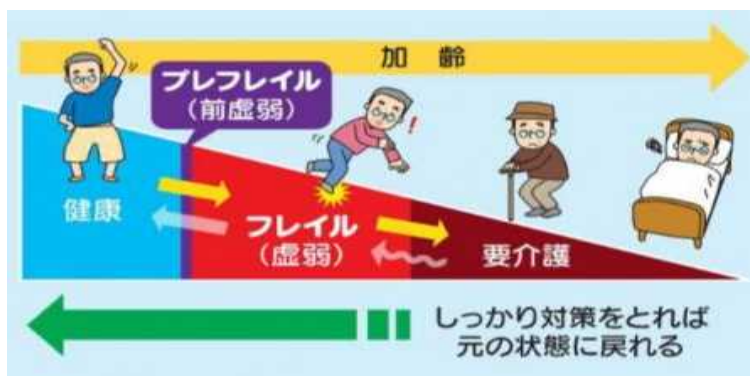 加齢
プレフレイル
（前虚弱）
健康
フレイル
（虚弱）
要介護
しっかり対策をとれば
元の状態に戻れる